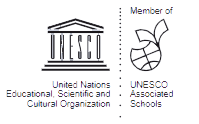 Member of
UNESCO
United Nations
Educational, Scientific and
Cultural Organization
UNESCO
Associated
Schools